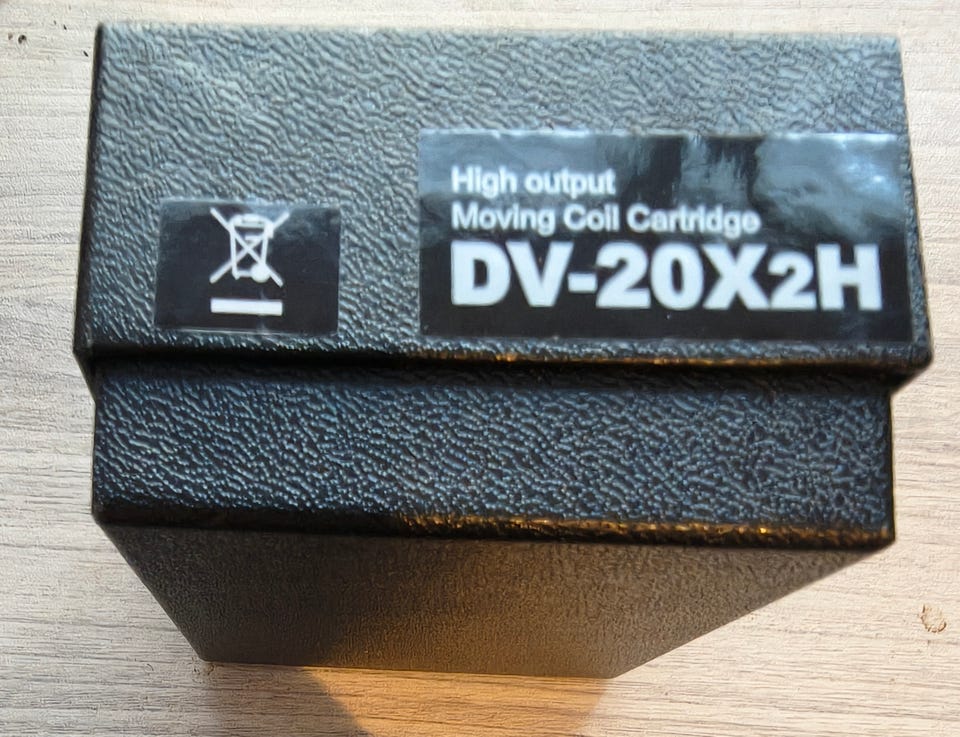 High output
Moving Coil Cartridge
DV-20X2H